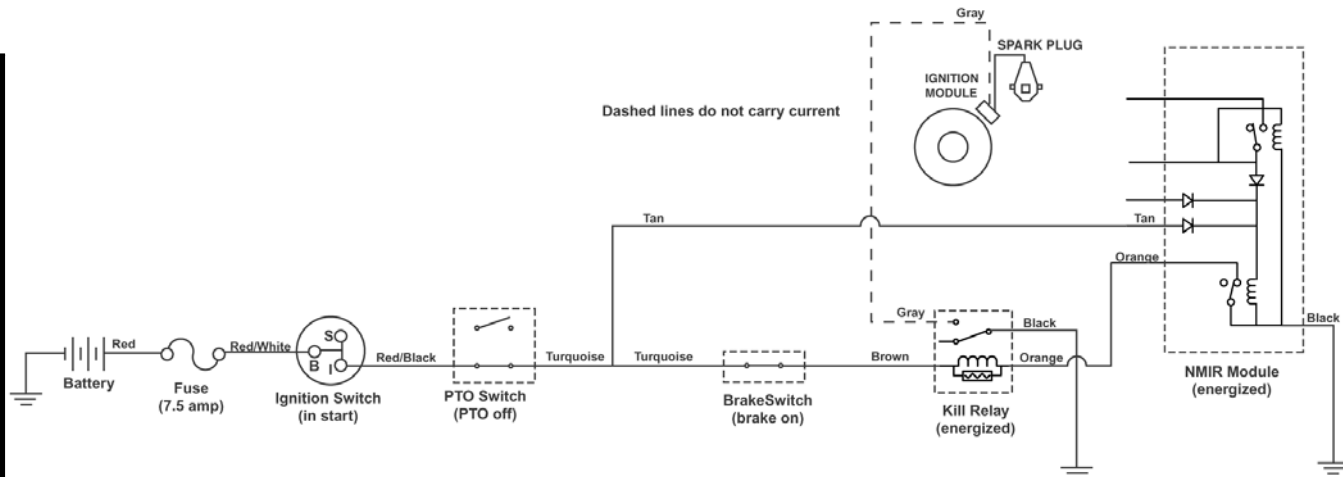 Gray
SPARK PLUG
IGNITION
MODULE
Dashed lines do not carry current
Tan
Tan
Orange
Gray
Black
Black
Red
Red/White
S
B
I
Red/Black
Turquoise
Turquoise
Brown
Orange
Battery
Fuse
(7.5 amp)
Ignition Switch
(in start)
PTO Switch
(PTO off)
BrakeSwitch
(brake on)
Kill Relay
(energized)
NMIR Module
(energized)